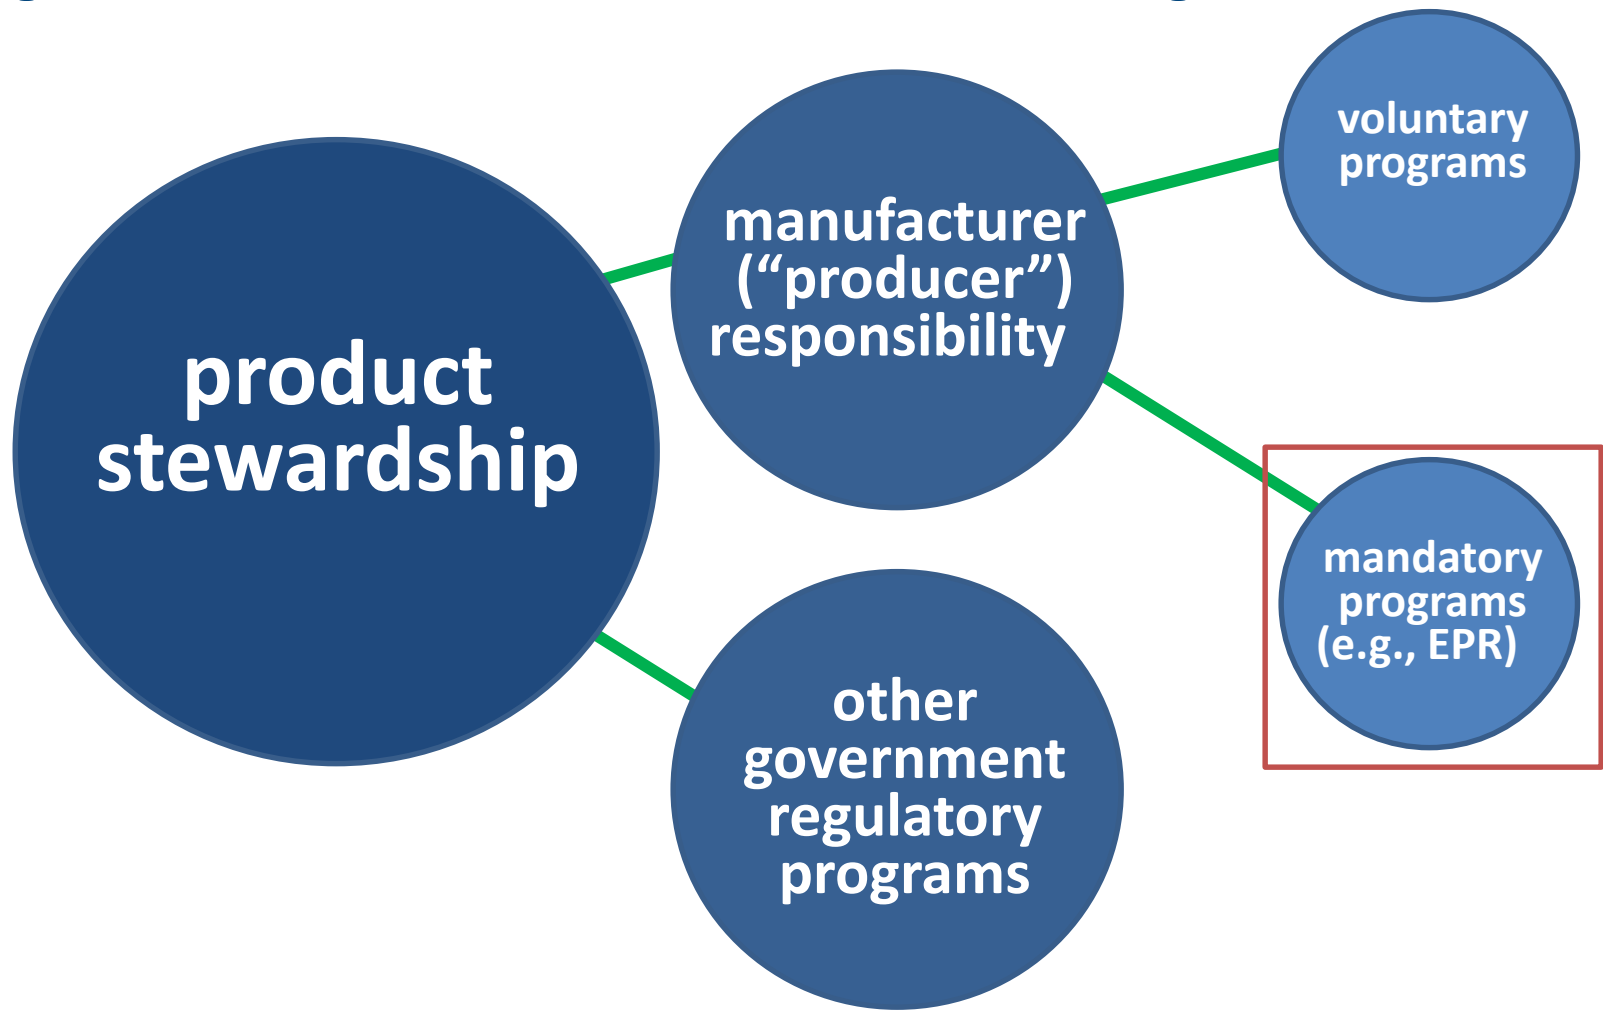 product
stewardship
manufacturer
(“producer”)
responsibility
other
government
regulatory
programs
voluntary
programs
mandatory
programs
(e.g., EPR)